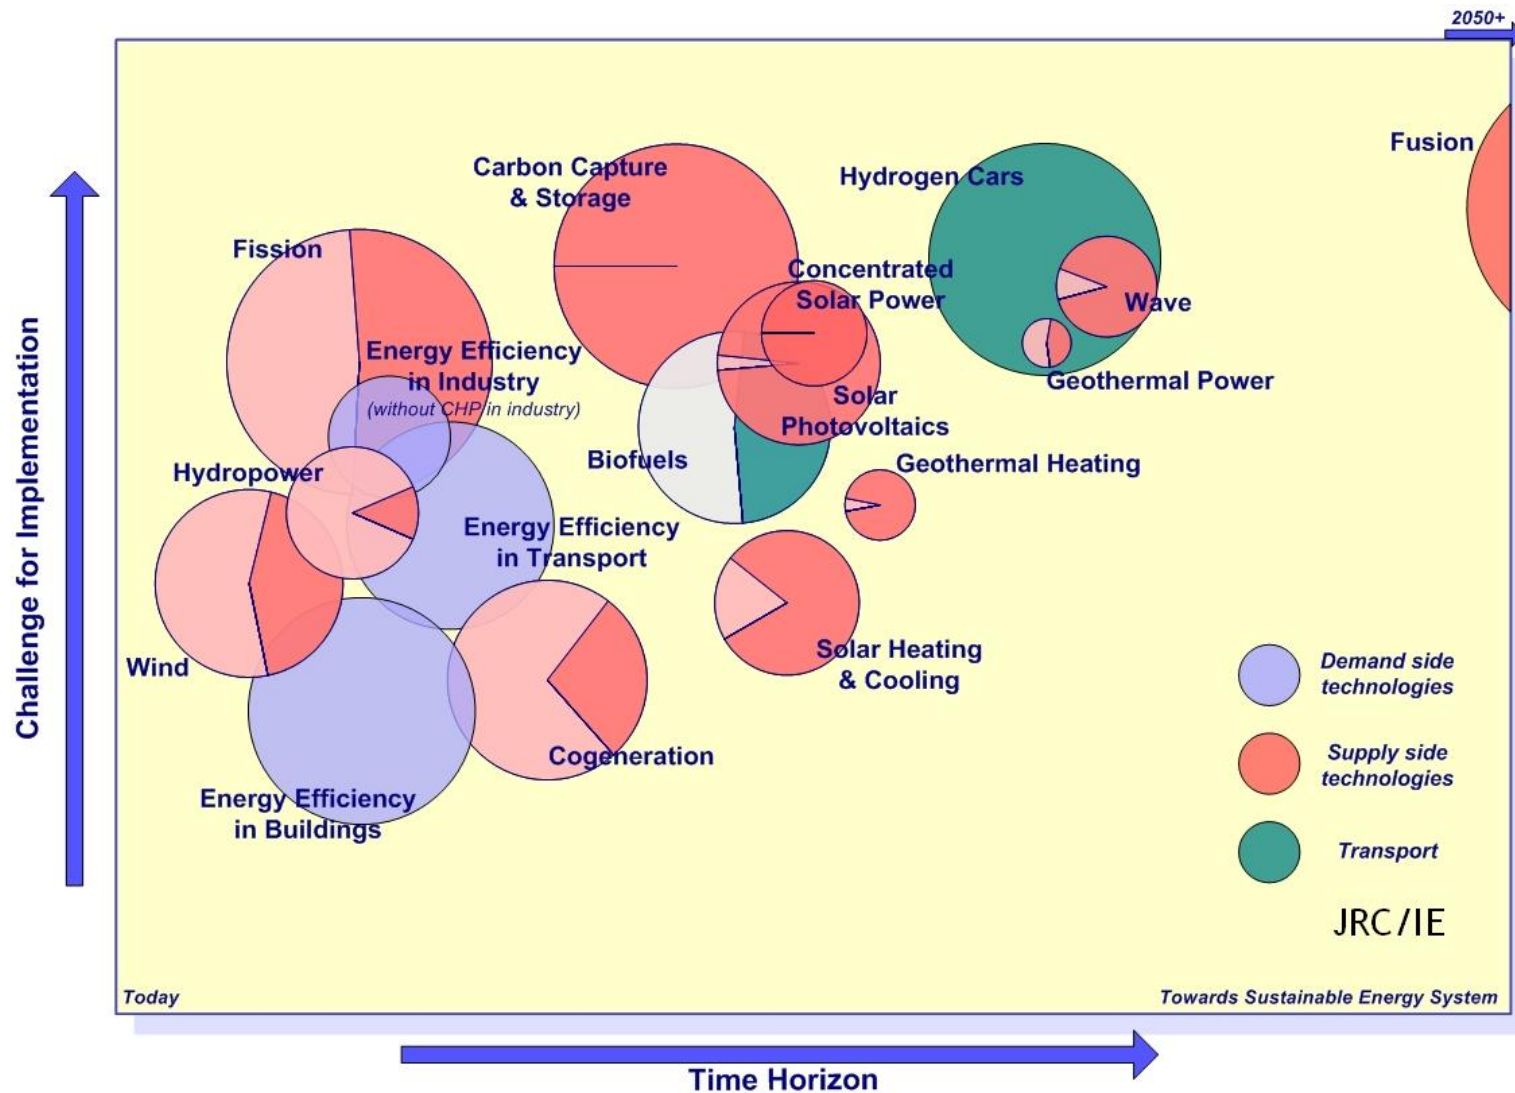 2050+
Fusion
Carbon Capture
& Storage
Hydrogen Cars
Fission
Concentrated
Solar Power
Wave
Energy Efficiency
in Industry
(without CHP in industry)
Geothermal Power
Solar
Photovoltaics
Biofuels
Geothermal Heating
Hydropower
Energy Efficiency
in Transport
Wind
Solar Heating
& Cooling
Cogeneration
Energy Efficiency
in Buildings
Demand side
technologies
Supply side
technologies
Transport
JRC/IE
Challenge for Implementation
Today
Towards Sustainable Energy System
Time Horizon